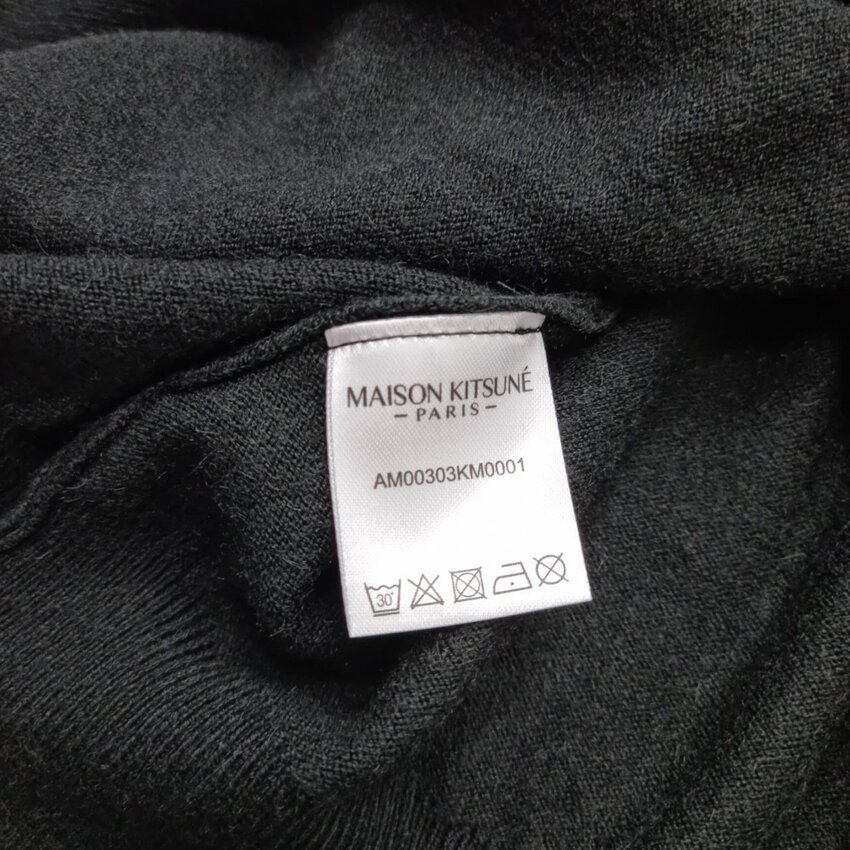 MAISON KITSUNÉ
- PARIS -
AM00303KM0001
30°